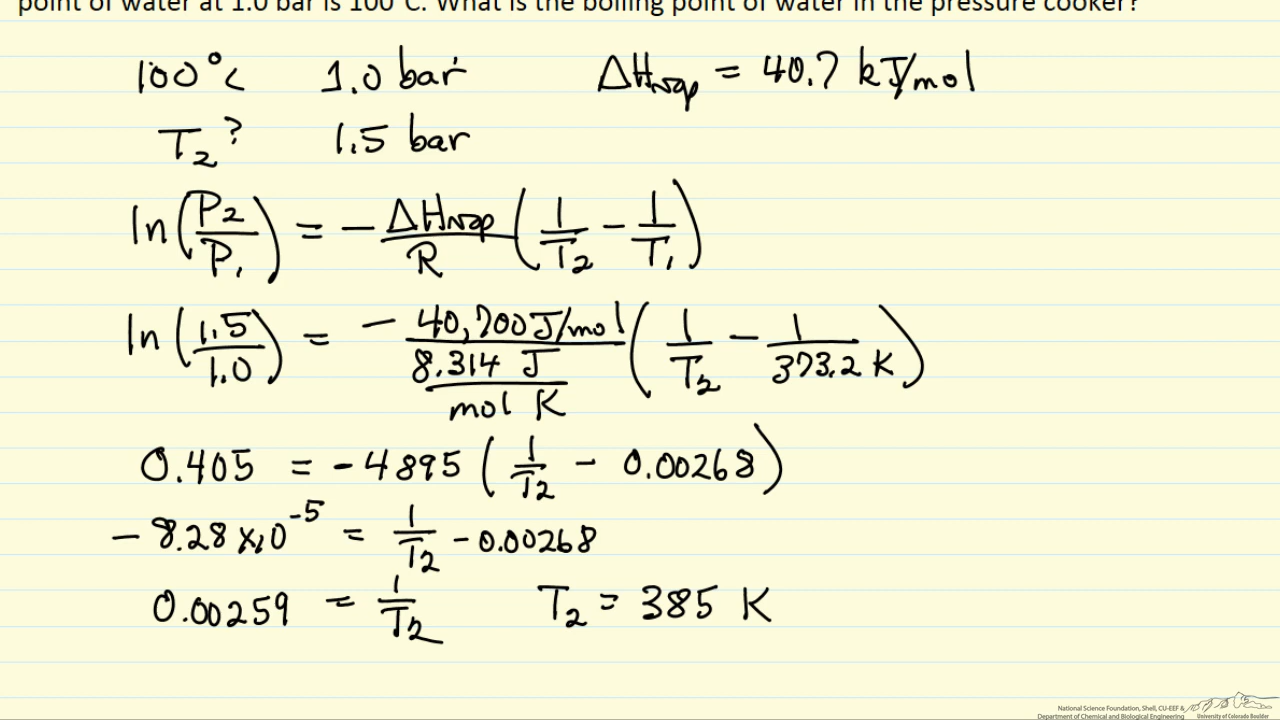 point of water at 1.0 bar is 100°C. What is the boiling point of water in the pressure cooker?
100°C 1.0 bar ΔHvap = 40.7 kJ/mol
T₂? 1.5 bar
ln(P₂/P₁) = - ΔHvap/R (1/T₂ - 1/T₁)
ln(1.5/1.0) = - 40,700 J/mol / 8.314 J/mol K (1/T₂ - 1/373.2 K)
0.405 = -4895 (1/T₂ - 0.00268)
- 8.28 x10⁻⁵ = 1/T₂ - 0.00268
0.00259 = 1/T₂ T₂ = 385 K
National Science Foundation, Shell, CU-EEF &
Department of Chemical and Biological Engineering University of Colorado Boulder